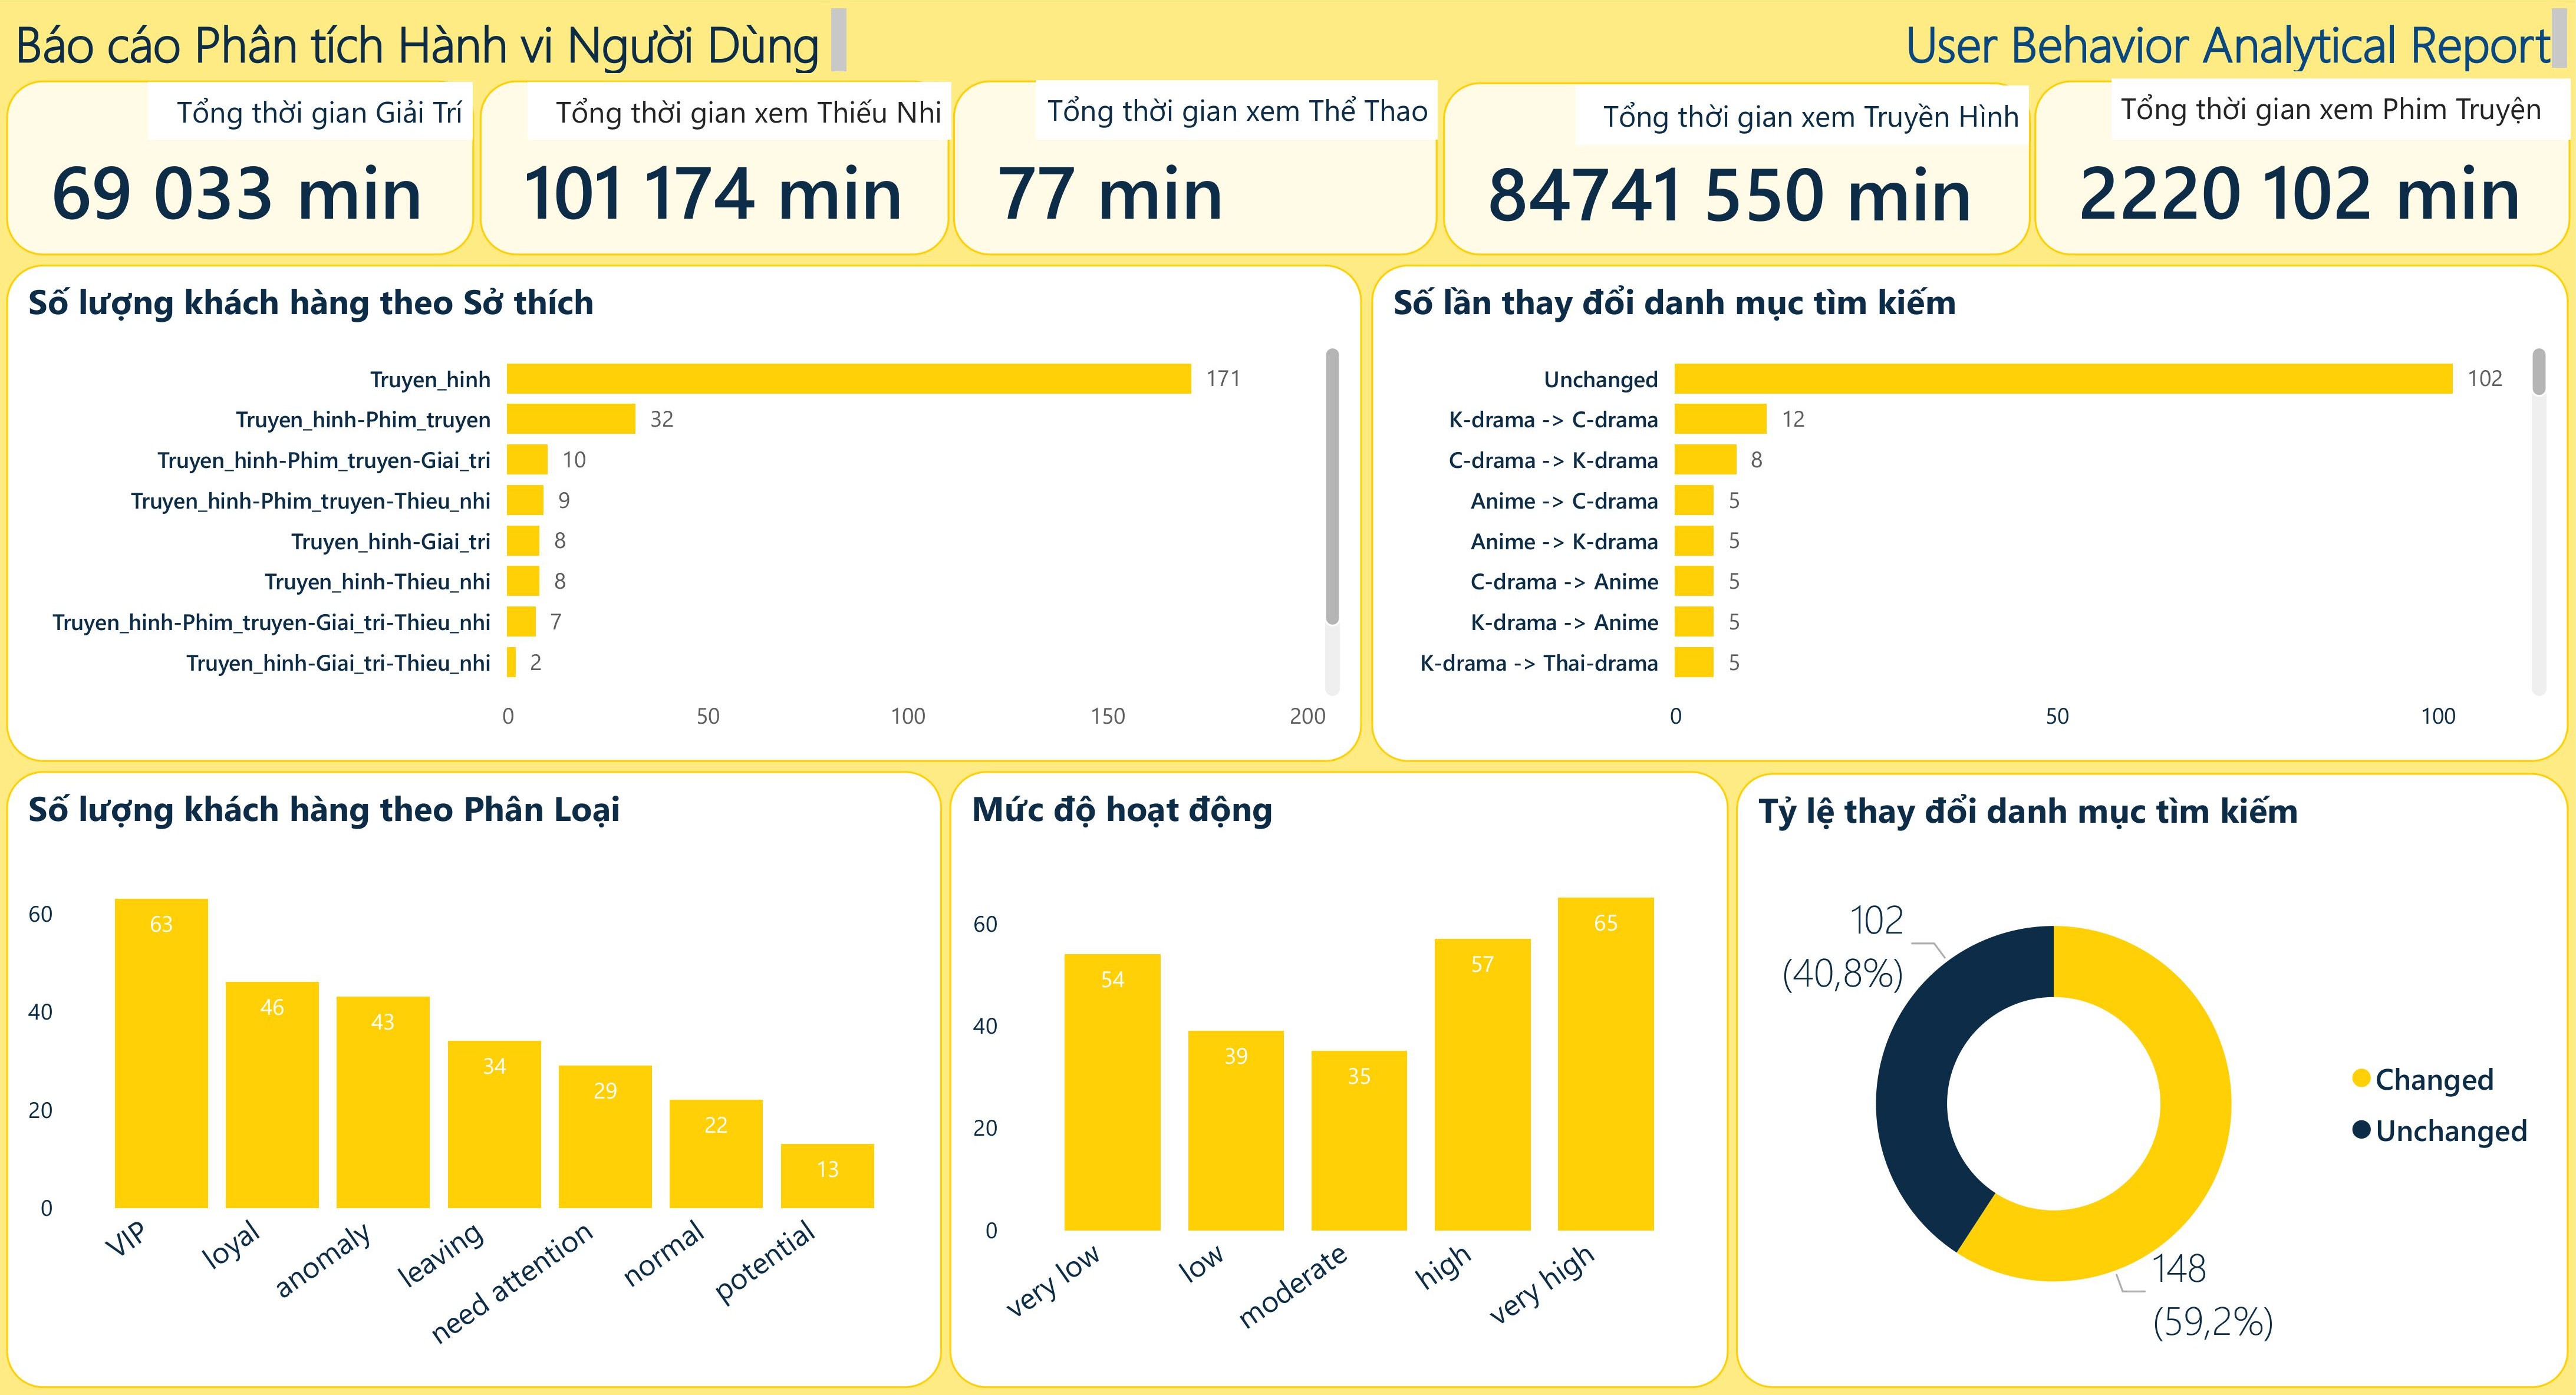 Báo cáo Phân tích Hành vi Người Dùng
User Behavior Analytical Report
Tổng thời gian Giải Trí
69 033 min
Tổng thời gian xem Thiếu Nhi
101 174 min
Tổng thời gian xem Thể Thao
77 min
Tổng thời gian xem Truyền Hình
84741 550 min
Tổng thời gian xem Phim Truyện
2220 102 min
Số lượng khách hàng theo Sở thích
Truyen_hinh 171
Truyen_hinh-Phim_truyen 32
Truyen_hinh-Phim_truyen-Giai_tri 10
Truyen_hinh-Phim_truyen-Thieu_nhi 9
Truyen_hinh-Giai_tri 8
Truyen_hinh-Thieu_nhi 8
Truyen_hinh-Phim_truyen-Giai_tri-Thieu_nhi 7
Truyen_hinh-Giai_tri-Thieu_nhi 2
0 50 100 150 200
Số lần thay đổi danh mục tìm kiếm
Unchanged 102
K-drama -> C-drama 12
C-drama -> K-drama 8
Anime -> C-drama 5
Anime -> K-drama 5
C-drama -> Anime 5
K-drama -> Anime 5
K-drama -> Thai-drama 5
0 50 100
Số lượng khách hàng theo Phân Loại
60
40
20
0
63 46 43 34 29 22 13
VIP loyal anomaly leaving need attention normal potential
Mức độ hoạt động
60
40
20
0
54 39 35 57 65
very low low moderate high very high
Tỷ lệ thay đổi danh mục tìm kiếm
102
(40,8%)
148
(59,2%)
Changed
Unchanged